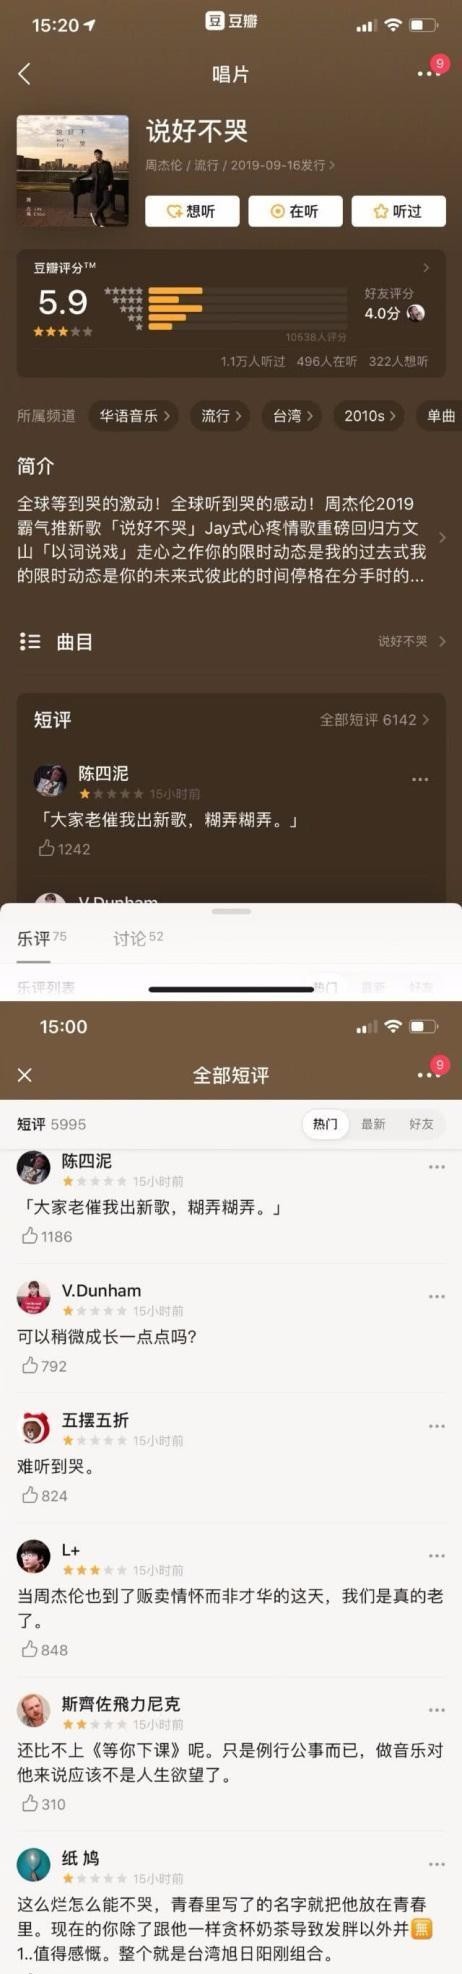 15:20
豆 豆瓣
唱片
9
说好不哭
周杰伦 / 流行 / 2019-09-16发行
想听
在听
听过
豆瓣评分™
5.9
好友评分
4.0分
10538人评分
1.1万人听过 496人在听 322人想听
所属频道 华语音乐 流行 台湾 2010s 单曲
简介
全球等到哭的激动！全球听到哭的感动！周杰伦2019
霸气推新歌「说好不哭」Jay式心疼情歌重磅回归方文
山「以词说戏」走心之作你的限时动态是我的过去式我
的限时动态是你的未来式彼此的时间停格在分手时的...
曲目
说好不哭
短评
全部短评 6142
陈四泥
15小时前
「大家老催我出新歌，糊弄糊弄。」
1242
V.Dunham
乐评 75
讨论 52
乐评列表
热门 最新 好友
15:00
全部短评
9
短评 5995
热门 最新 好友
陈四泥
15小时前
「大家老催我出新歌，糊弄糊弄。」
1186
V.Dunham
15小时前
可以稍微成长一点点吗?
792
五摆五折
15小时前
难听到哭。
824
L+
15小时前
当周杰伦也到了贩卖情怀而非才华的这天，我们是真的老
了。
848
斯齊佐飛力尼克
15小时前
还比不上《等你下课》呢。只是例行公事而已，做音乐对
他来说应该不是人生欲望了。
310
纸 鸠
15小时前
这么烂怎么能不哭，青春里写了的名字就把他放在青春
里。现在的你除了跟他一样贪杯奶茶导致发胖以外并🈚
1..值得感慨。整个就是台湾旭日阳刚组合。